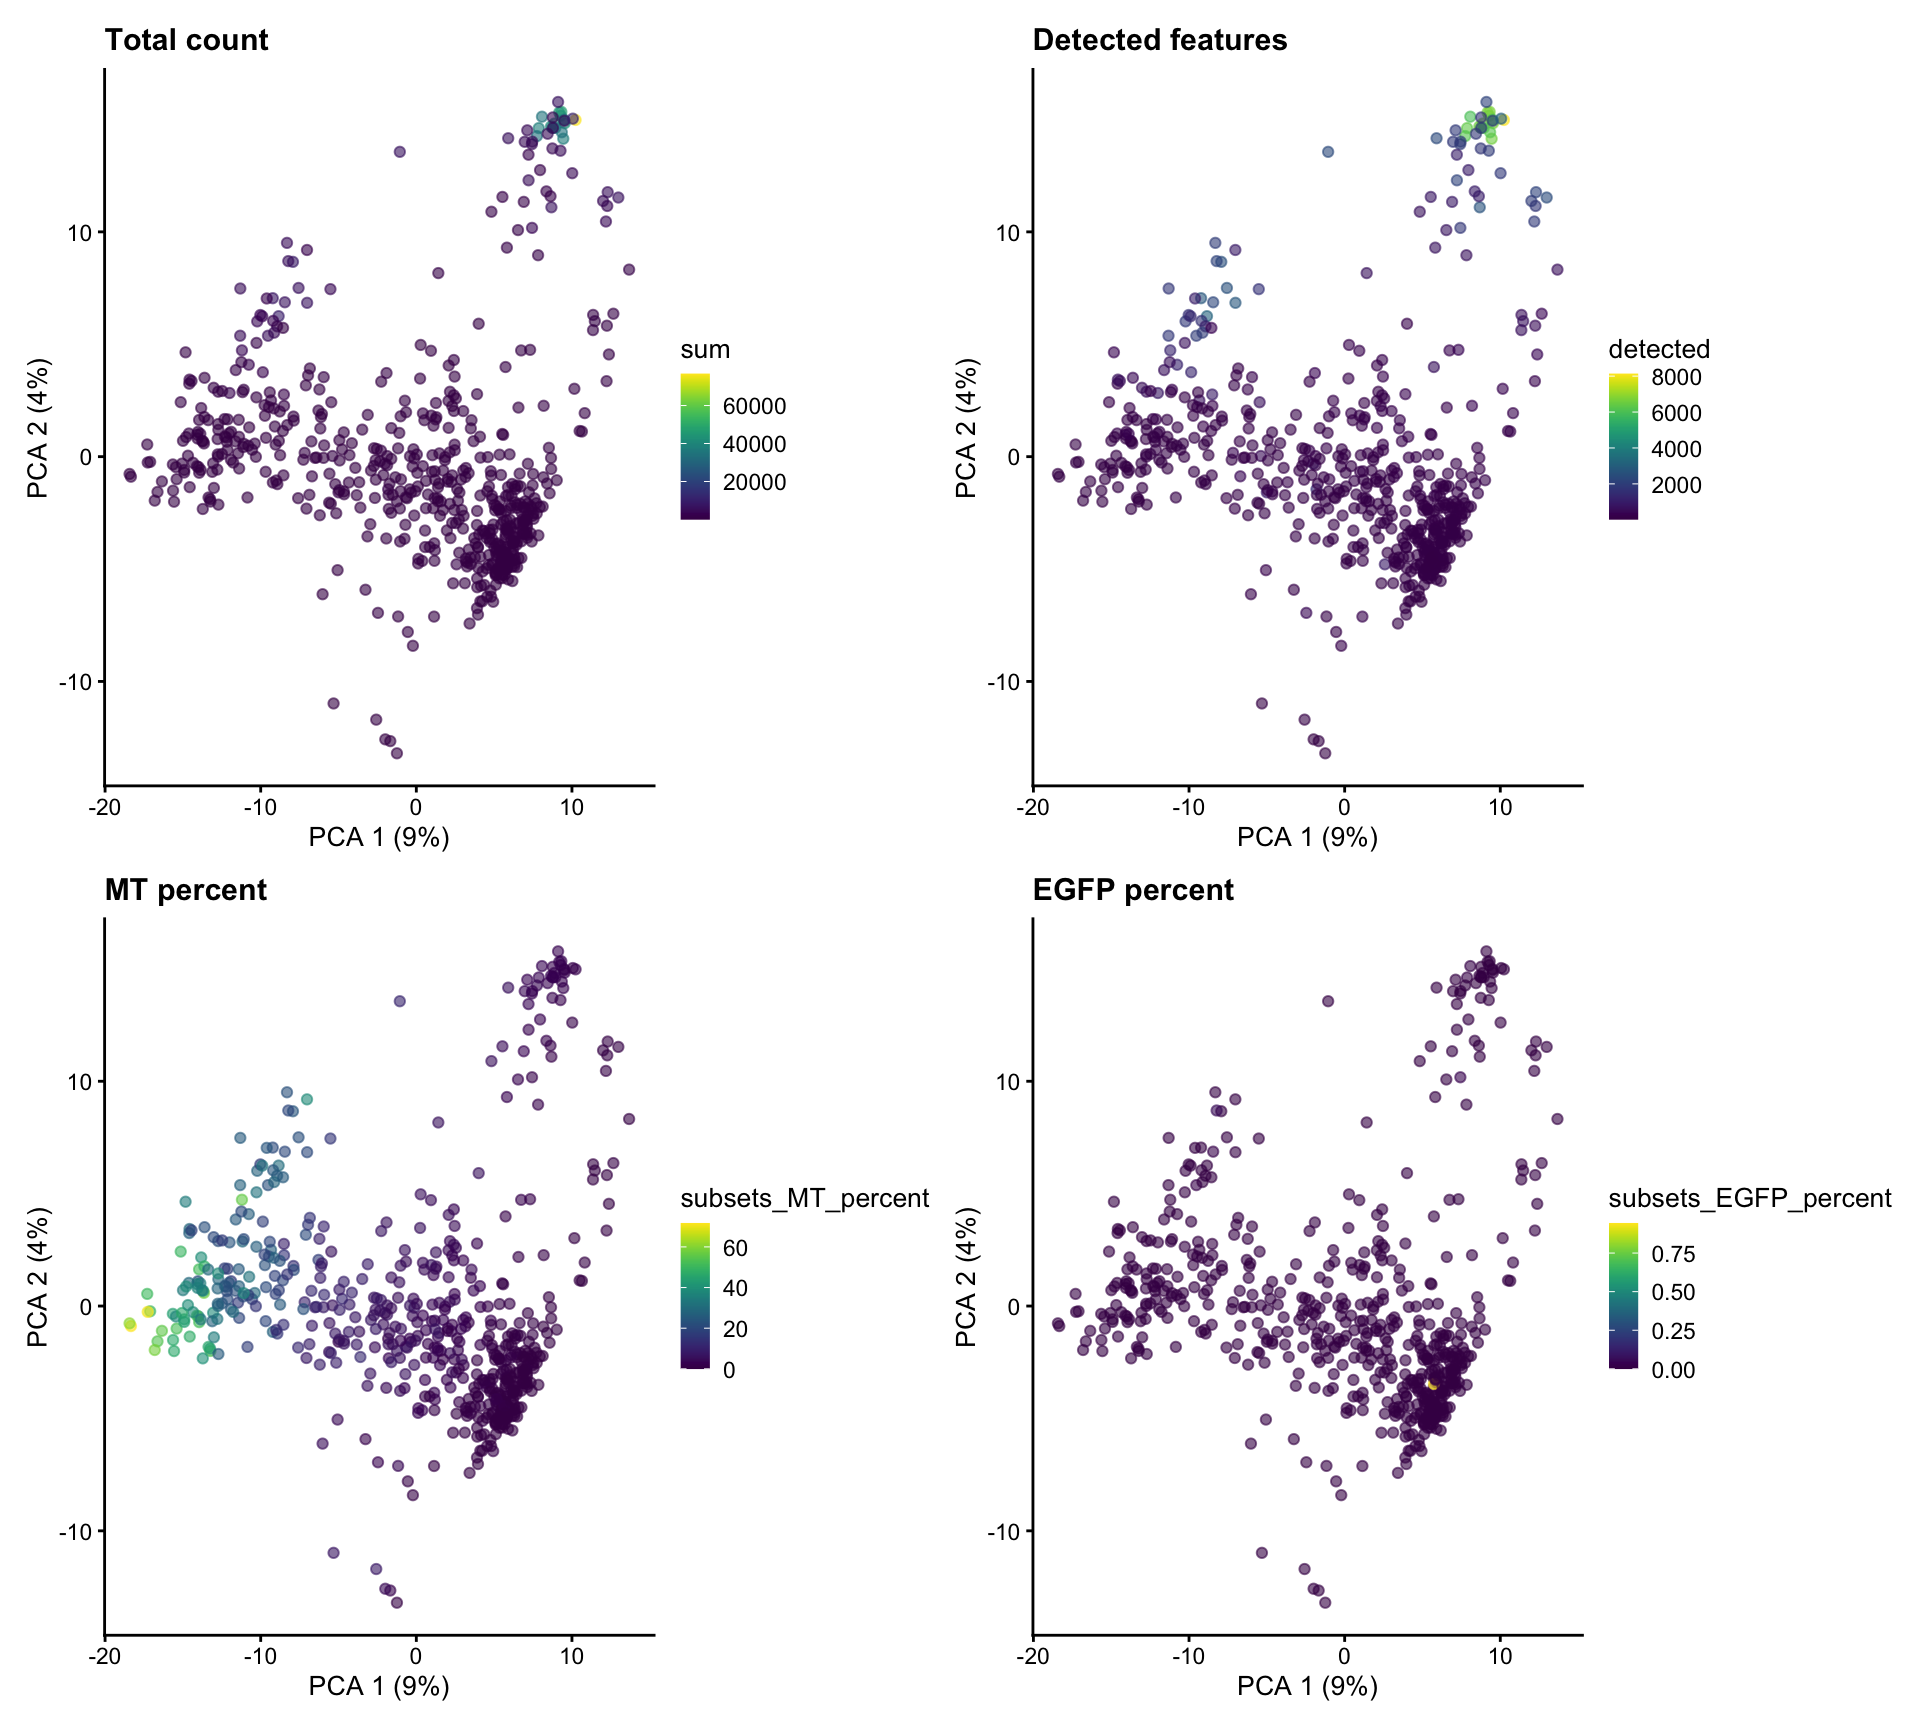 Total count
10
0
-10
-20
-10
0
10
PCA 2 (4%)
PCA 1 (9%)
sum
60000
40000
20000
Detected features
10
0
-10
-20
-10
0
10
PCA 2 (4%)
PCA 1 (9%)
detected
8000
6000
4000
2000
MT percent
10
0
-10
-20
-10
0
10
PCA 2 (4%)
PCA 1 (9%)
subsets_MT_percent
60
40
20
0
EGFP percent
10
0
-10
-20
-10
0
10
PCA 2 (4%)
PCA 1 (9%)
subsets_EGFP_percent
0.75
0.50
0.25
0.00